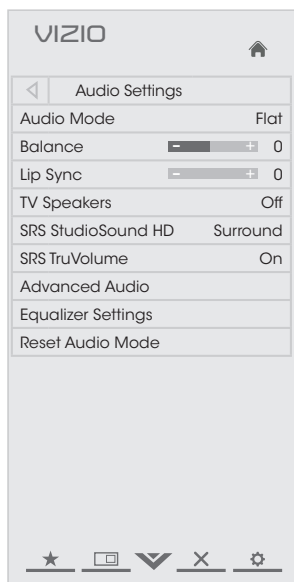 VIZIO
Audio Settings
Audio Mode Flat
Balance - + 0
Lip Sync - + 0
TV Speakers Off
SRS StudioSound HD Surround
SRS TruVolume On
Advanced Audio
Equalizer Settings
Reset Audio Mode